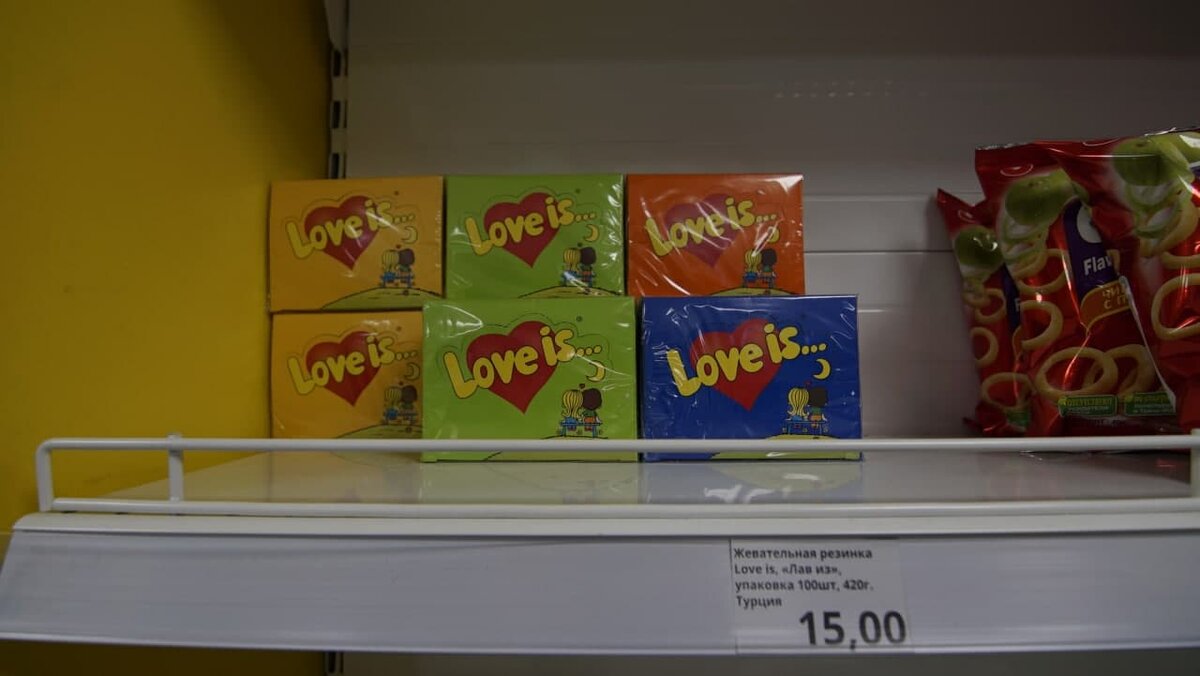 Love is...
Love is...
Love is...
Love is...
Love is...
Love is...
Жевательная резинка
Love is, «Лав из»,
упаковка 100шт, 420г.
Турция
15,00